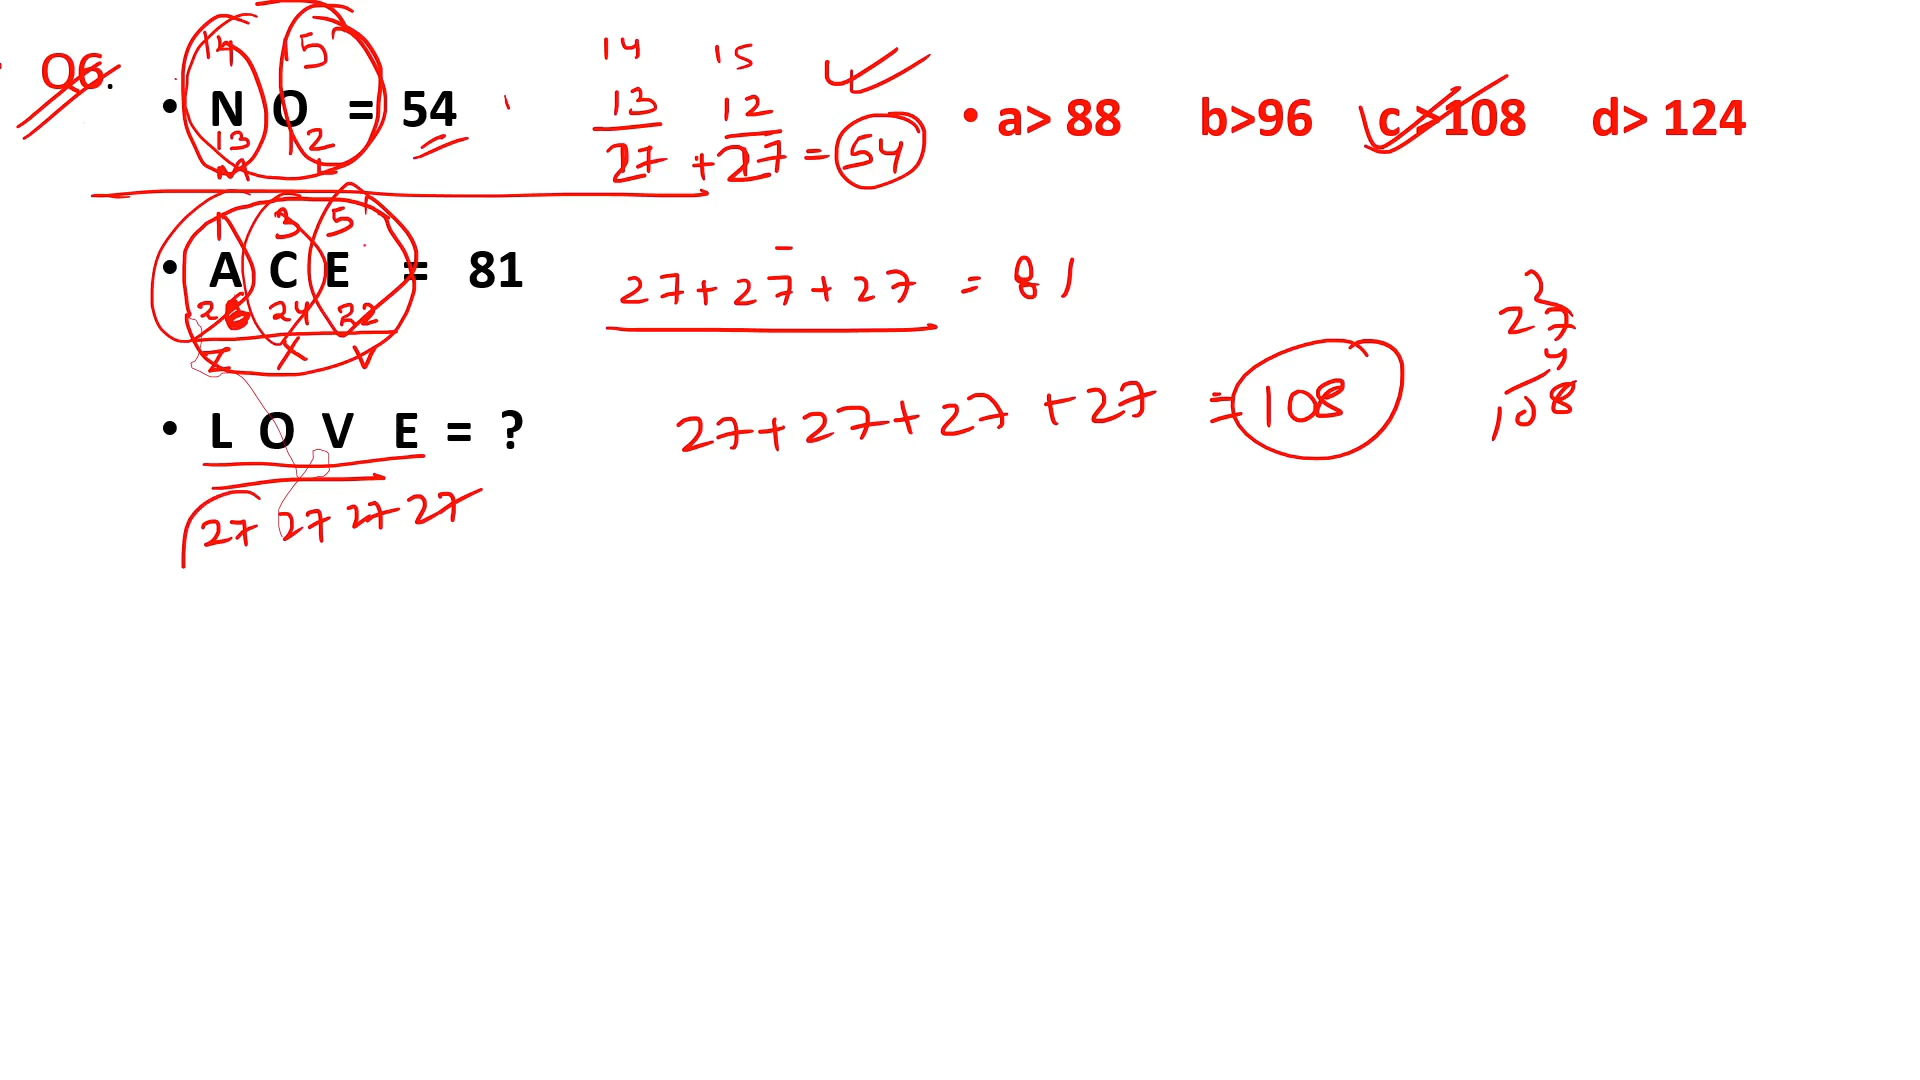 Q6.
14 15
• N O = 54
13 12
M L
14 15
13 12
27 + 27 = 54
• a> 88 b>96 c >108 d> 124
1 3 5
• A C E = 81
26 24 22
Z X V
27 + 27 + 27 = 81
• L O V E = ?
27 27 27 27
27 + 27 + 27 + 27 = 108
2
27
4
108